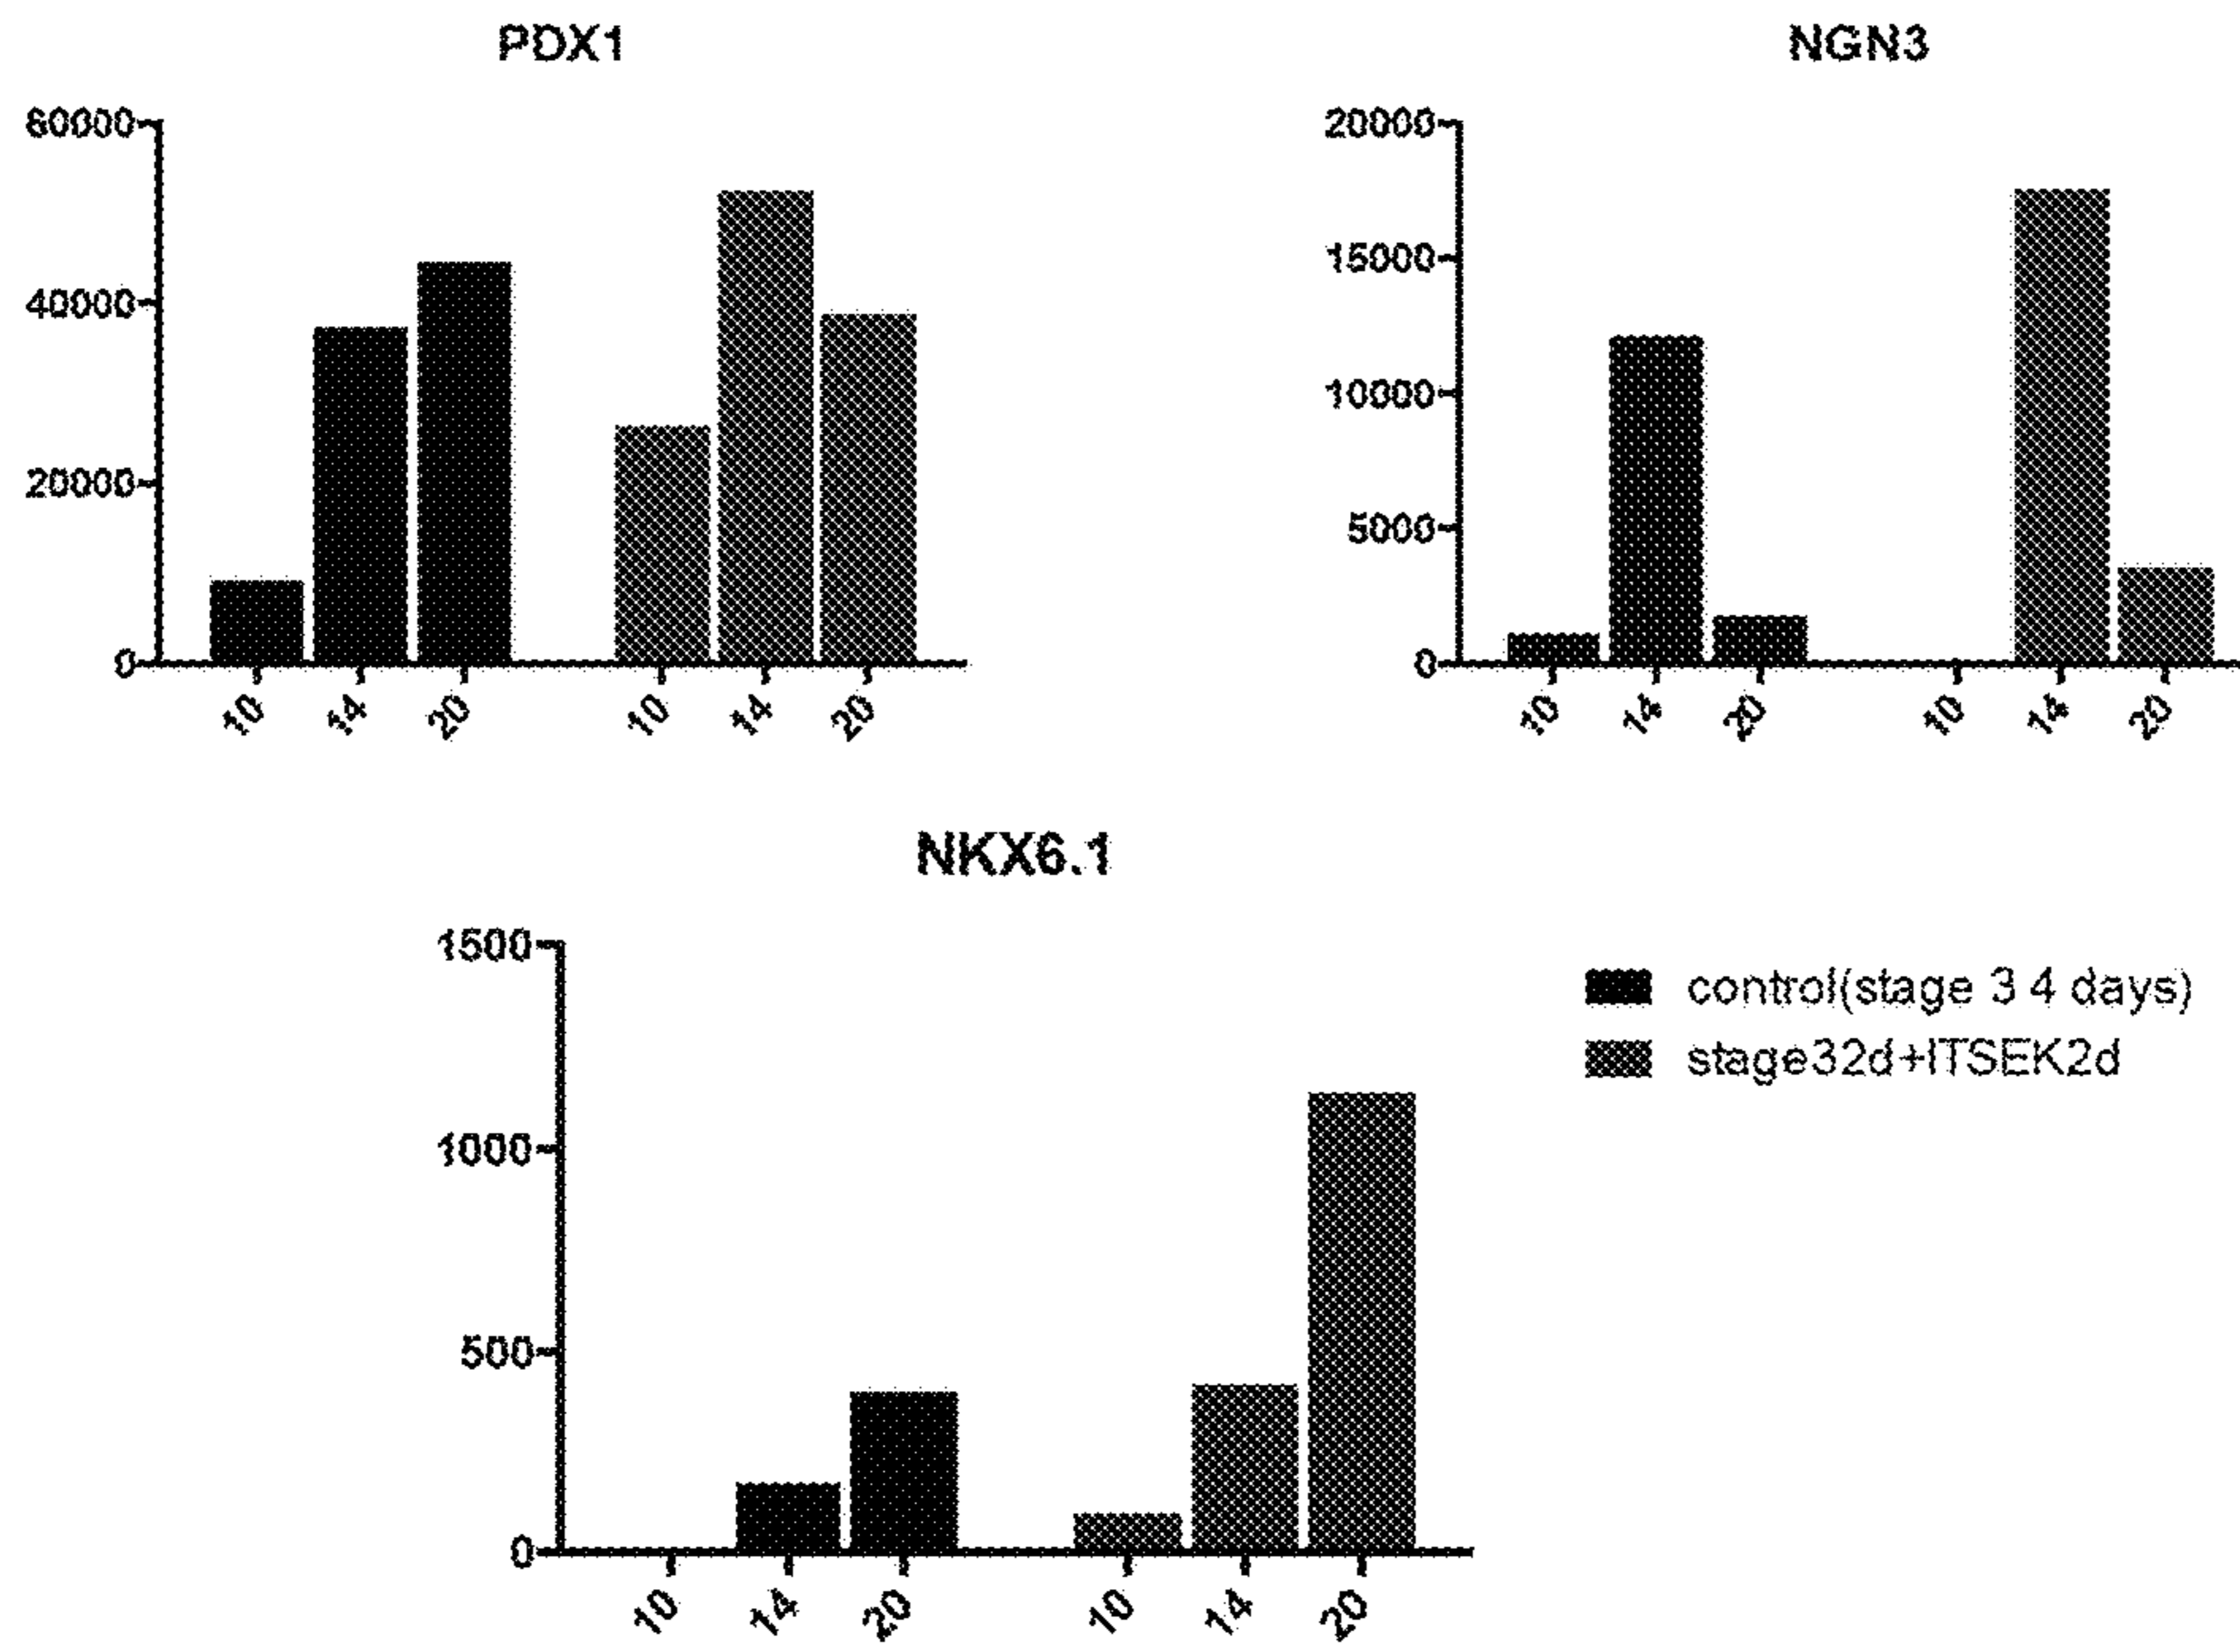 PDX1
60000
40000
20000
0
10 14 20 10 14 20
NGN3
20000
15000
10000
5000
0
10 14 20 10 14 20
NKX6.1
1500
1000
500
0
10 14 20 10 14 20
control(stage 3 4 days)
stage32d+ITSEK2d